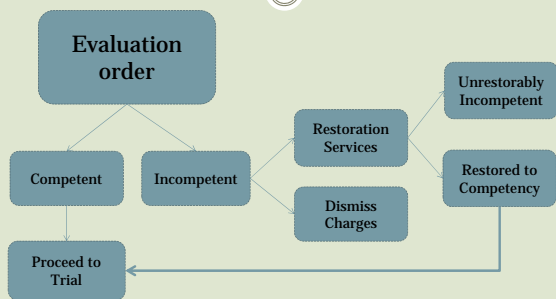 Evaluation
order
Unrestorably
Incompetent
Restoration
Services
Competent
Incompetent
Restored to
Competency
Dismiss
Charges
Proceed to
Trial